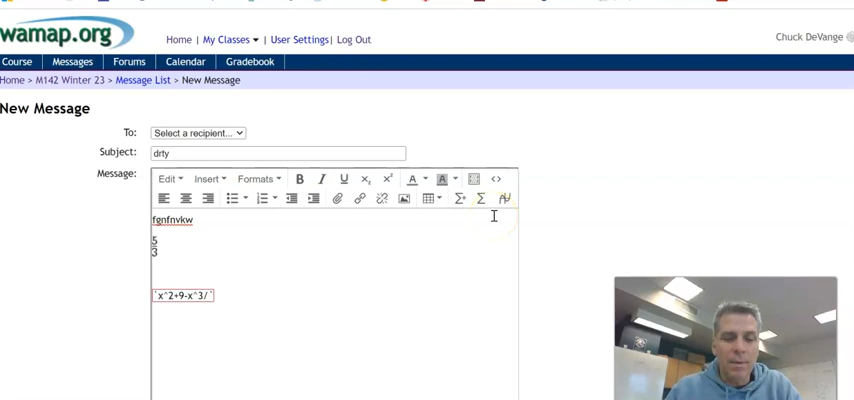 wamap.org
Home | My Classes | User Settings | Log Out
Chuck DeVange
Course Messages Forums Calendar Gradebook
Home > M142 Winter 23 > Message List > New Message
New Message
To: Select a recipient...
Subject: drty
Message:
Edit Insert Formats B I U x₂ x² A A <>
fgnfnvkw
5
3
`x^2+9-x^3/`